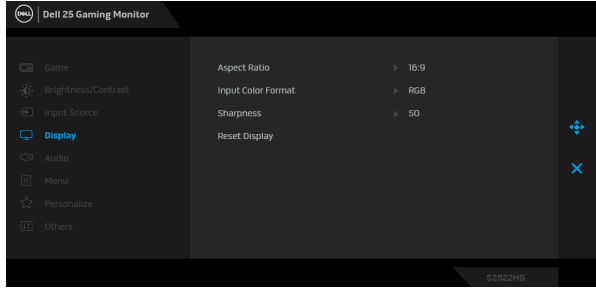 DELL
Dell 25 Gaming Monitor
Game
Brightness/Contrast
Input Source
Display
Audio
Menu
Personalize
Others
Aspect Ratio 16:9
Input Color Format RGB
Sharpness 50
Reset Display
S2522HG